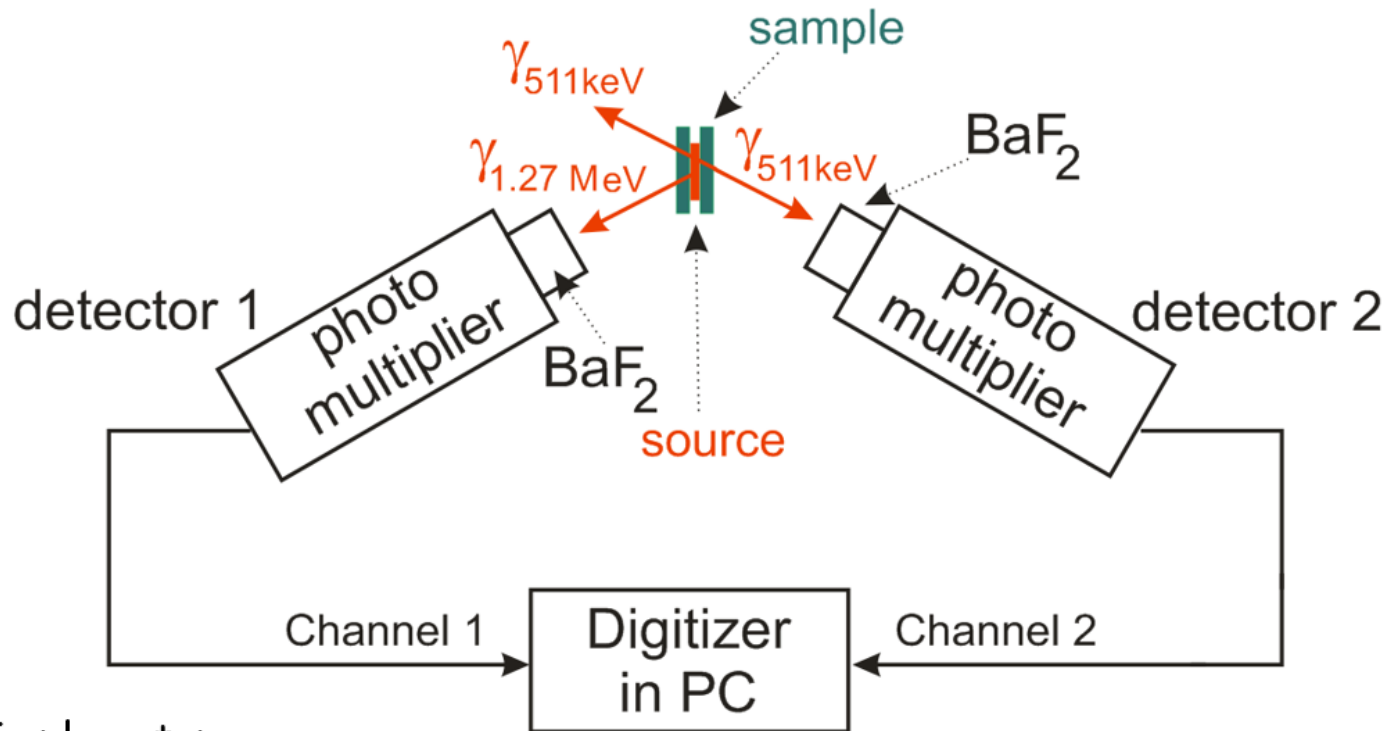 sample
γ511keV
γ1.27 MeV
γ511keV
BaF2
detector 1
photo
multiplier
BaF2
source
photo
multiplier
detector 2
Channel 1
Digitizer
in PC
Channel 2